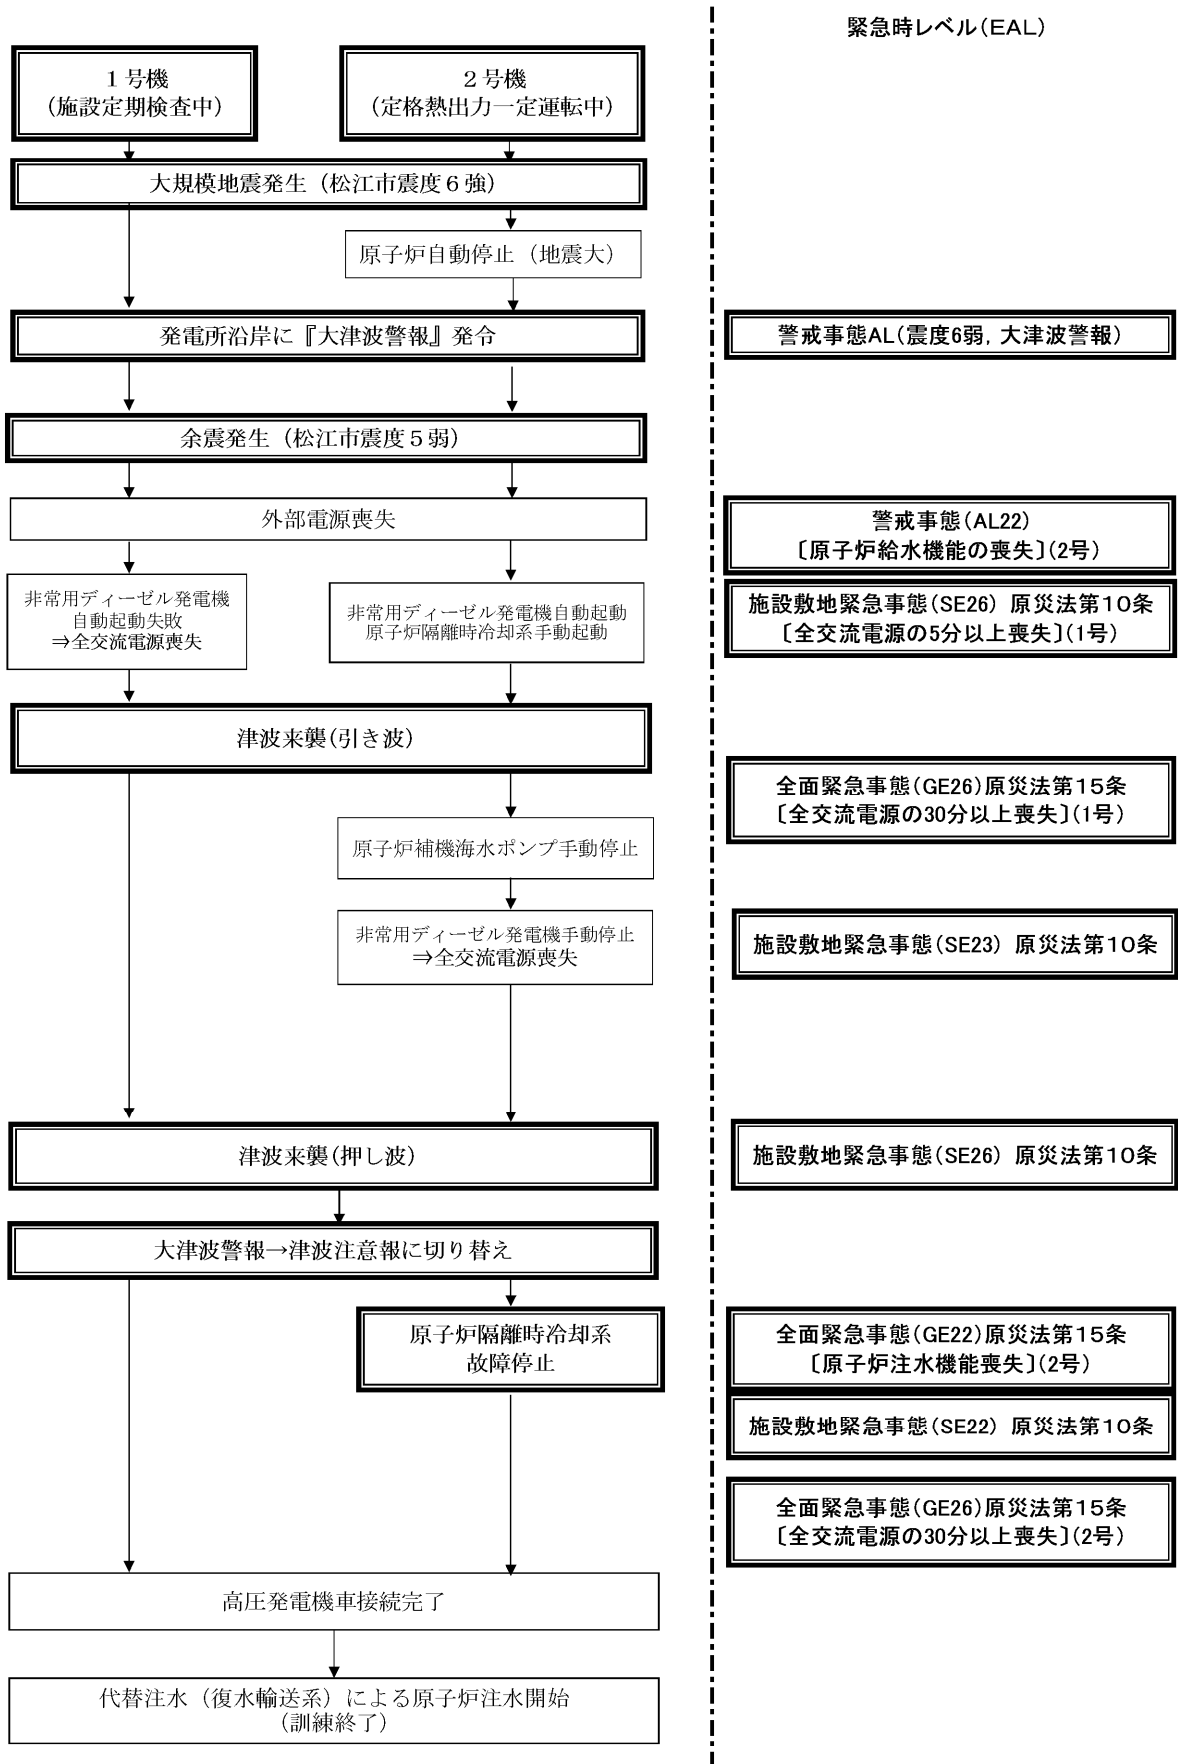 緊急時レベル(EAL)
１号機
（施設定期検査中）
２号機
（定格熱出力一定運転中）
大規模地震発生（松江市震度６強）
原子炉自動停止（地震大）
発電所沿岸に『大津波警報』発令
警戒事態AL(震度6弱, 大津波警報)
余震発生（松江市震度５弱）
外部電源喪失
警戒事態(AL22)
〔原子炉給水機能の喪失〕(2号)
非常用ディーゼル発電機
自動起動失敗
⇒全交流電源喪失
非常用ディーゼル発電機自動起動
原子炉隔離時冷却系手動起動
施設敷地緊急事態(SE26) 原災法第10条
〔全交流電源の5分以上喪失〕(1号)
津波来襲(引き波)
全面緊急事態(GE26)原災法第15条
〔全交流電源の30分以上喪失〕(1号)
原子炉補機海水ポンプ手動停止
非常用ディーゼル発電機手動停止
⇒全交流電源喪失
施設敷地緊急事態(SE23) 原災法第10条
津波来襲(押し波)
施設敷地緊急事態(SE26) 原災法第10条
大津波警報→津波注意報に切り替え
原子炉隔離時冷却系
故障停止
全面緊急事態(GE22)原災法第15条
〔原子炉注水機能喪失〕(2号)
施設敷地緊急事態(SE22) 原災法第10条
全面緊急事態(GE26)原災法第15条
〔全交流電源の30分以上喪失〕(2号)
高圧発電機車接続完了
代替注水（復水輸送系）による原子炉注水開始
（訓練終了）